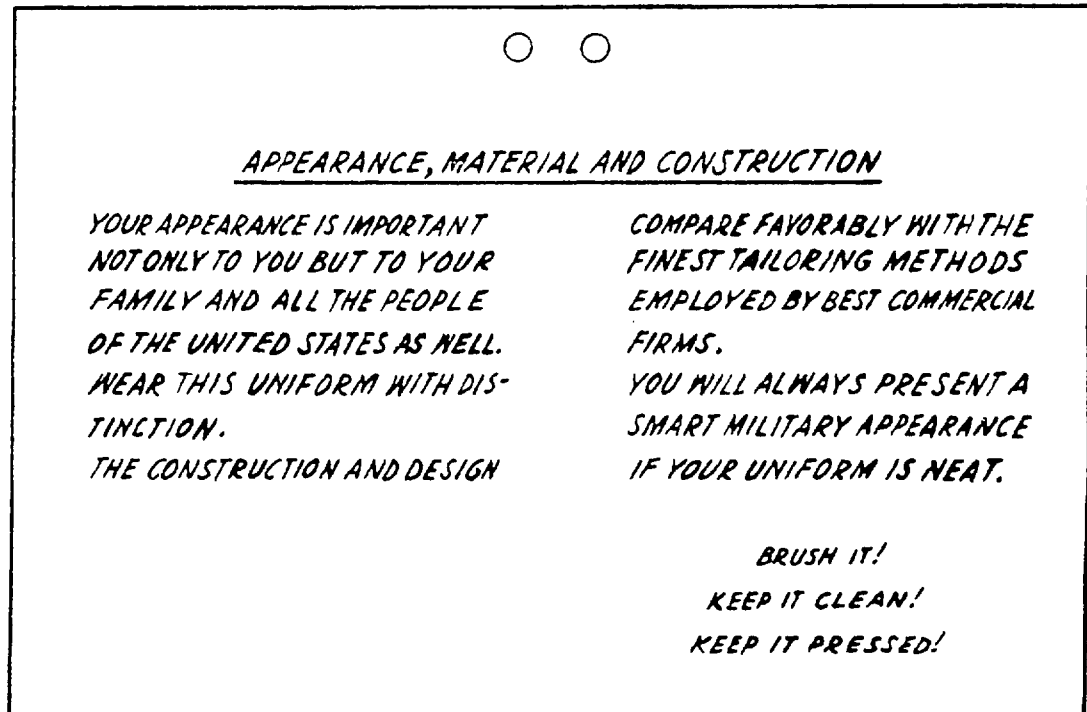 APPEARANCE, MATERIAL AND CONSTRUCTION
YOUR APPEARANCE IS IMPORTANT
NOT ONLY TO YOU BUT TO YOUR
FAMILY AND ALL THE PEOPLE
OF THE UNITED STATES AS WELL.
WEAR THIS UNIFORM WITH DIS-
TINCTION.
THE CONSTRUCTION AND DESIGN
COMPARE FAVORABLY WITH THE
FINEST TAILORING METHODS
EMPLOYED BY BEST COMMERCIAL
FIRMS.
YOU WILL ALWAYS PRESENT A
SMART MILITARY APPEARANCE
IF YOUR UNIFORM IS NEAT.
BRUSH IT!
KEEP IT CLEAN!
KEEP IT PRESSED!